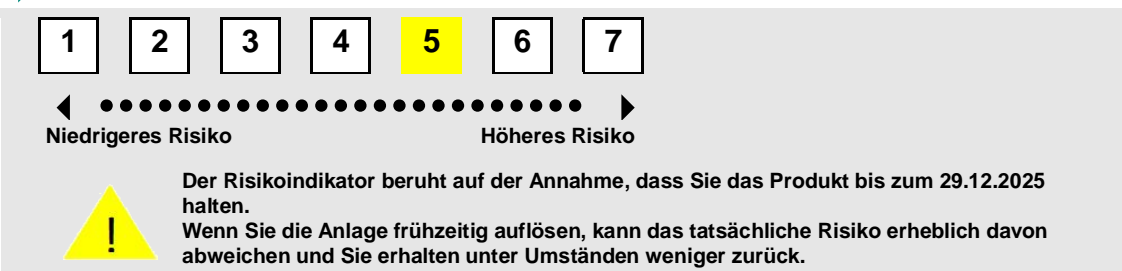 1 2 3 4 5 6 7
Niedrigeres Risiko Höheres Risiko
Der Risikoindikator beruht auf der Annahme, dass Sie das Produkt bis zum 29.12.2025
halten.
! Wenn Sie die Anlage frühzeitig auflösen, kann das tatsächliche Risiko erheblich davon
abweichen und Sie erhalten unter Umständen weniger zurück.